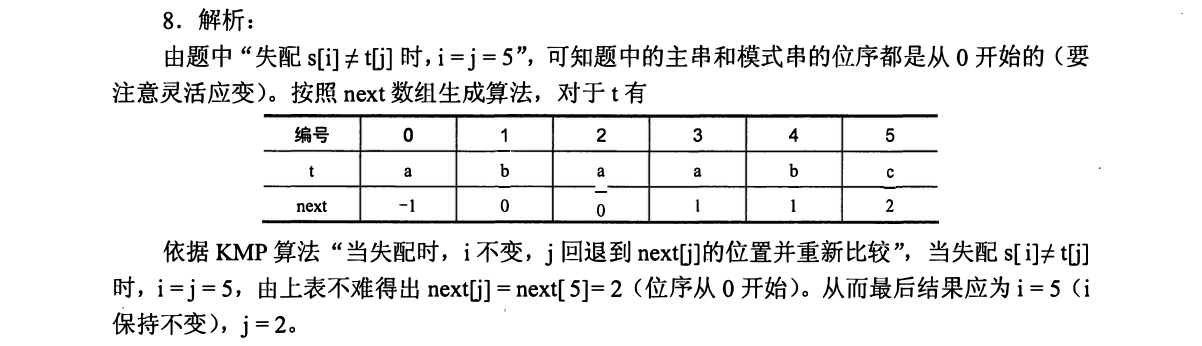 8．解析：
由题中“失配 s[i] ≠ t[j] 时，i = j = 5”，可知题中的主串和模式串的位序都是从 0 开始的（要
注意灵活应变）。按照 next 数组生成算法，对于 t 有
编号 0 1 2 3 4 5
t a b a a b c
next −1 0 0 1 1 2
依据 KMP 算法“当失配时，i 不变，j 回退到 next[j]的位置并重新比较”，当失配 s[ i]≠ t[j]
时，i = j = 5，由上表不难得出 next[j] = next[ 5]= 2（位序从 0 开始）。从而最后结果应为 i = 5（i
保持不变），j = 2。